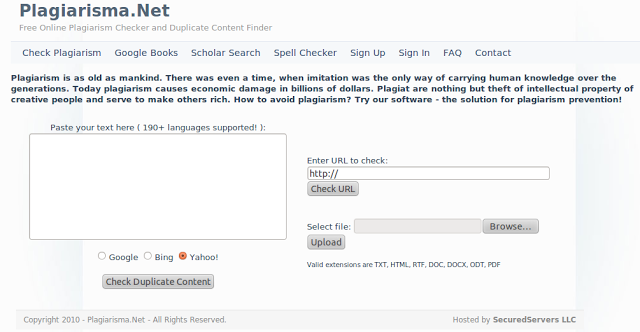 Plagiarisma.Net
Free Online Plagiarism Checker and Duplicate Content Finder
Check Plagiarism Google Books Scholar Search Spell Checker Sign Up Sign In FAQ Contact
Plagiarism is as old as mankind. There was even a time, when imitation was the only way of carrying human knowledge over the
generations. Today plagiarism causes economic damage in billions of dollars. Plagiat are nothing but theft of intellectual property of
creative people and serve to make others rich. How to avoid plagiarism? Try our software - the solution for plagiarism prevention!
Paste your text here ( 190+ languages supported! ):
Google Bing Yahoo!
Check Duplicate Content
Enter URL to check:
http://
Check URL
Select file: Browse...
Upload
Valid extensions are TXT, HTML, RTF, DOC, DOCX, ODT, PDF
Copyright 2010 - Plagiarisma.Net - All Rights Reserved. Hosted by SecuredServers LLC